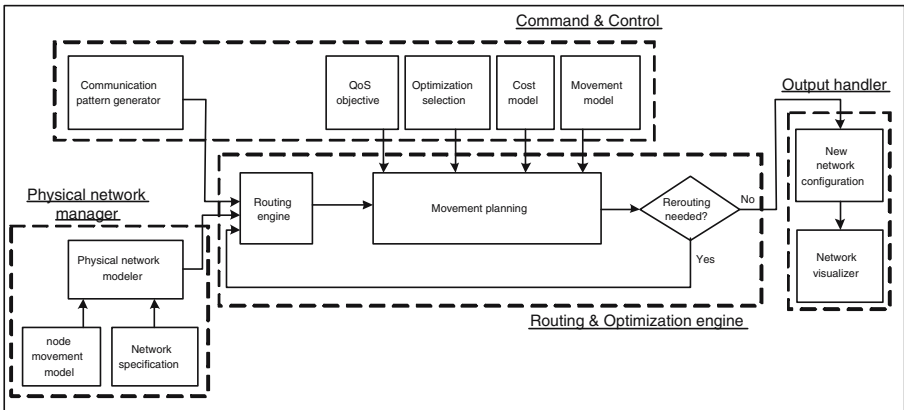 Command & Control
Communication
pattern generator
QoS
objective
Optimization
selection
Cost
model
Movement
model
Output handler
New
network
configuration
Network
visualizer
Routing
engine
Movement planning
Rerouting
needed?
No
Yes
Routing & Optimization engine
Physical network
manager
Physical network
modeler
node
movement
model
Network
specification